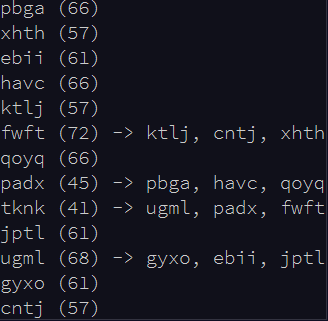 pbga (66)
xhth (57)
ebii (61)
havc (66)
ktlj (57)
fwft (72) -> ktlj, cntj, xhth
qoyq (66)
padx (45) -> pbga, havc, qoyq
tknk (41) -> ugml, padx, fwft
jptl (61)
ugml (68) -> gyxo, ebii, jptl
gyxo (61)
cntj (57)